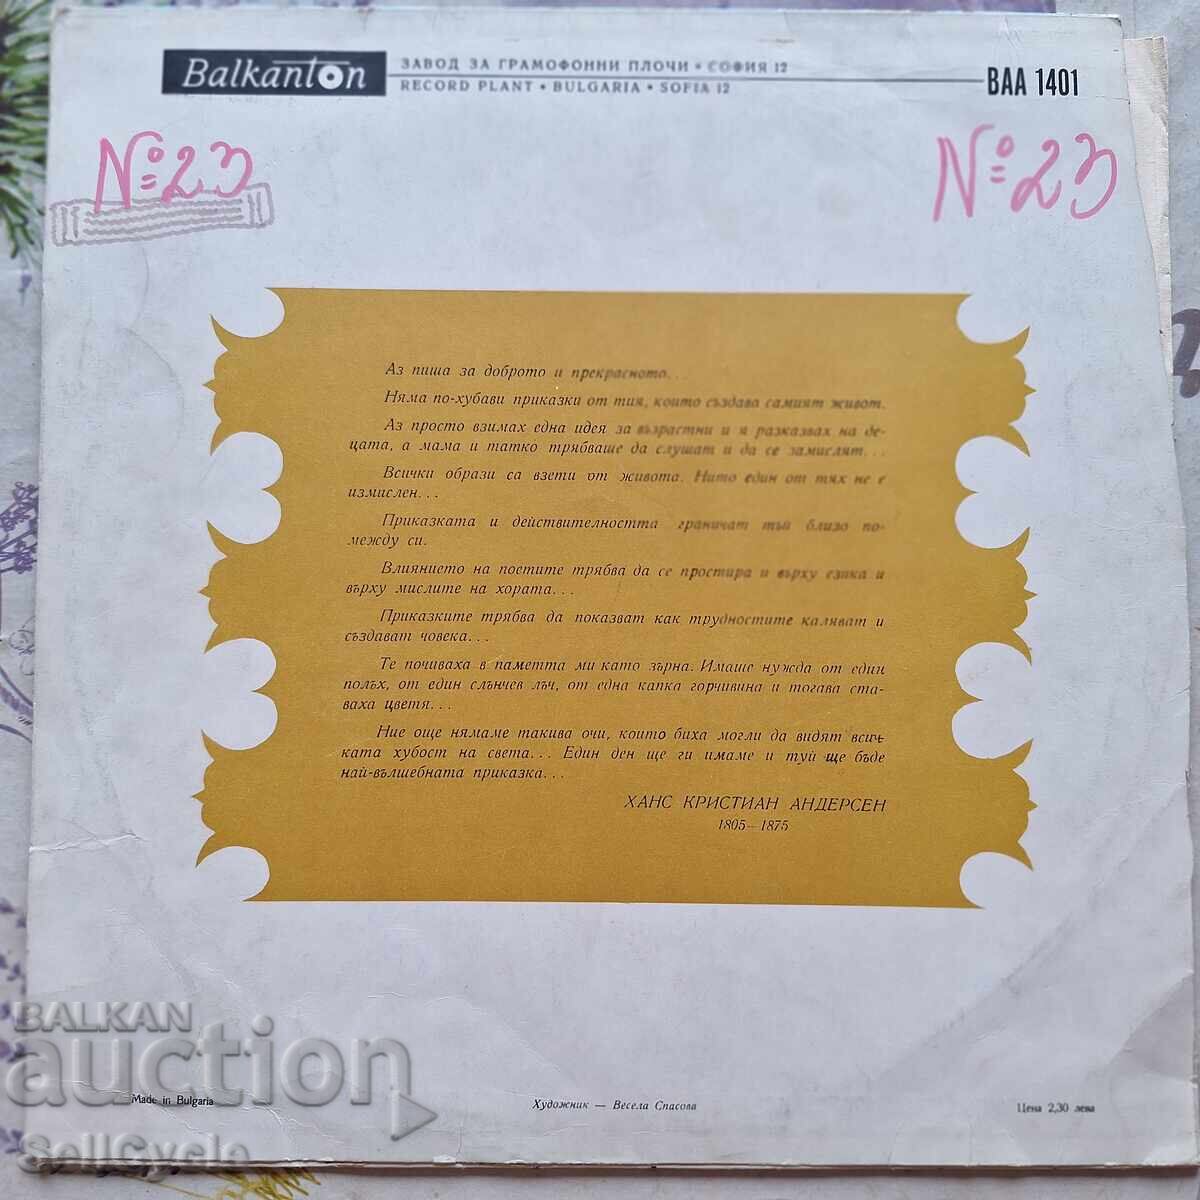 Balkanton
ЗАВОД ЗА ГРАМОФОННИ ПЛОЧИ • СОФИЯ 12
RECORD PLANT • BULGARIA • SOFIA 12
ВАА 1401
№23
№23
Аз пиша за доброто и прекрасното...
Няма по-хубави приказки от тия, които създава самият живот.
Аз просто взимах една идея за възрастни и я разказвах на де-
цата, а мама и татко трябваше да слушат и да се замислят...
Всички образи са взети от живота. Нито един от тях не е
измислен...
Приказката и действителността граничат тъй близо по-
между си.
Влиянието на поетите трябва да се простира и върху езика и
върху мислите на хората...
Приказките трябва да показват как трудностите каляват и
създават човека...
Те почиваха в паметта ми като зърна. Имаше нужда от един
полъх, от един слънчев лъч, от една капка горчивина и тогава ста-
ваха цветя...
Ние още нямаме такива очи, които биха могли да видят всич-
ката хубост на света... Един ден ще ги имаме и туй ще бъде
най-вълшебната приказка...
ХАНС КРИСТИАН АНДЕРСЕН
1805—1875
BALKAN
auction
Made in Bulgaria
Художник — Весела Спасова
Цена 2,30 лева
SellCycle